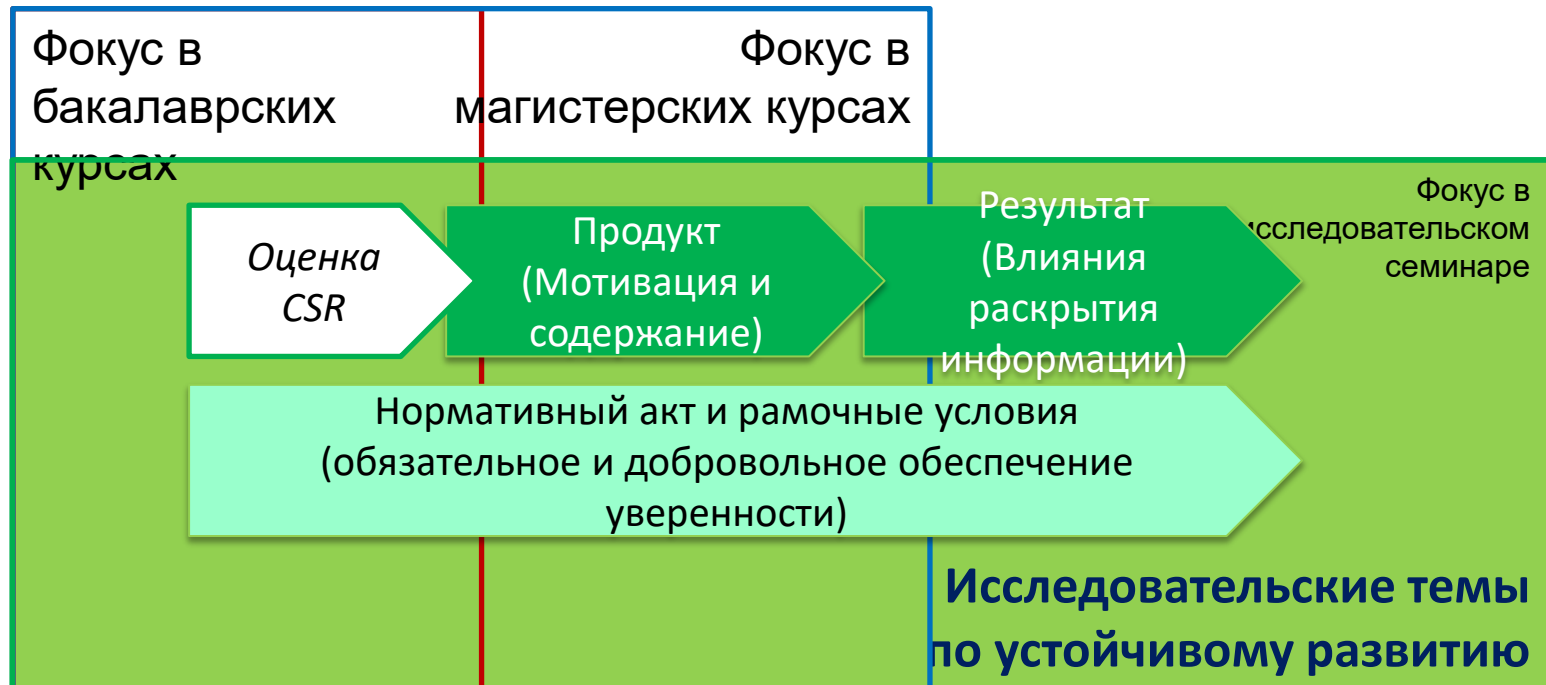 Фокус в
бакалаврских
курсах
Фокус в
магистерских курсах
Фокус в
исследовательском
семинаре
Оценка
CSR
Продукт
(Мотивация и
содержание)
Результат
(Влияния
раскрытия
информации)
Нормативный акт и рамочные условия
(обязательное и добровольное обеспечение
уверенности)
Исследовательские темы
по устойчивому развитию